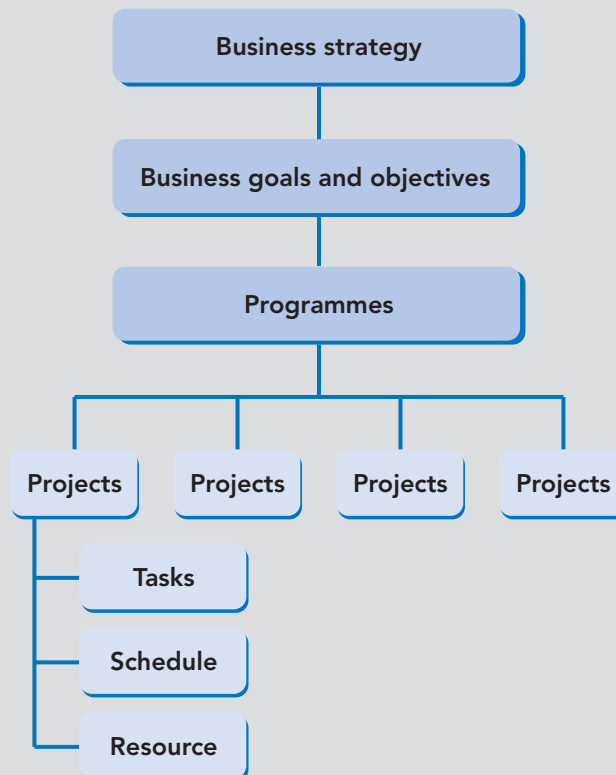 Business strategy
Business goals and objectives
Programmes
Projects Projects Projects Projects
Tasks
Schedule
Resource